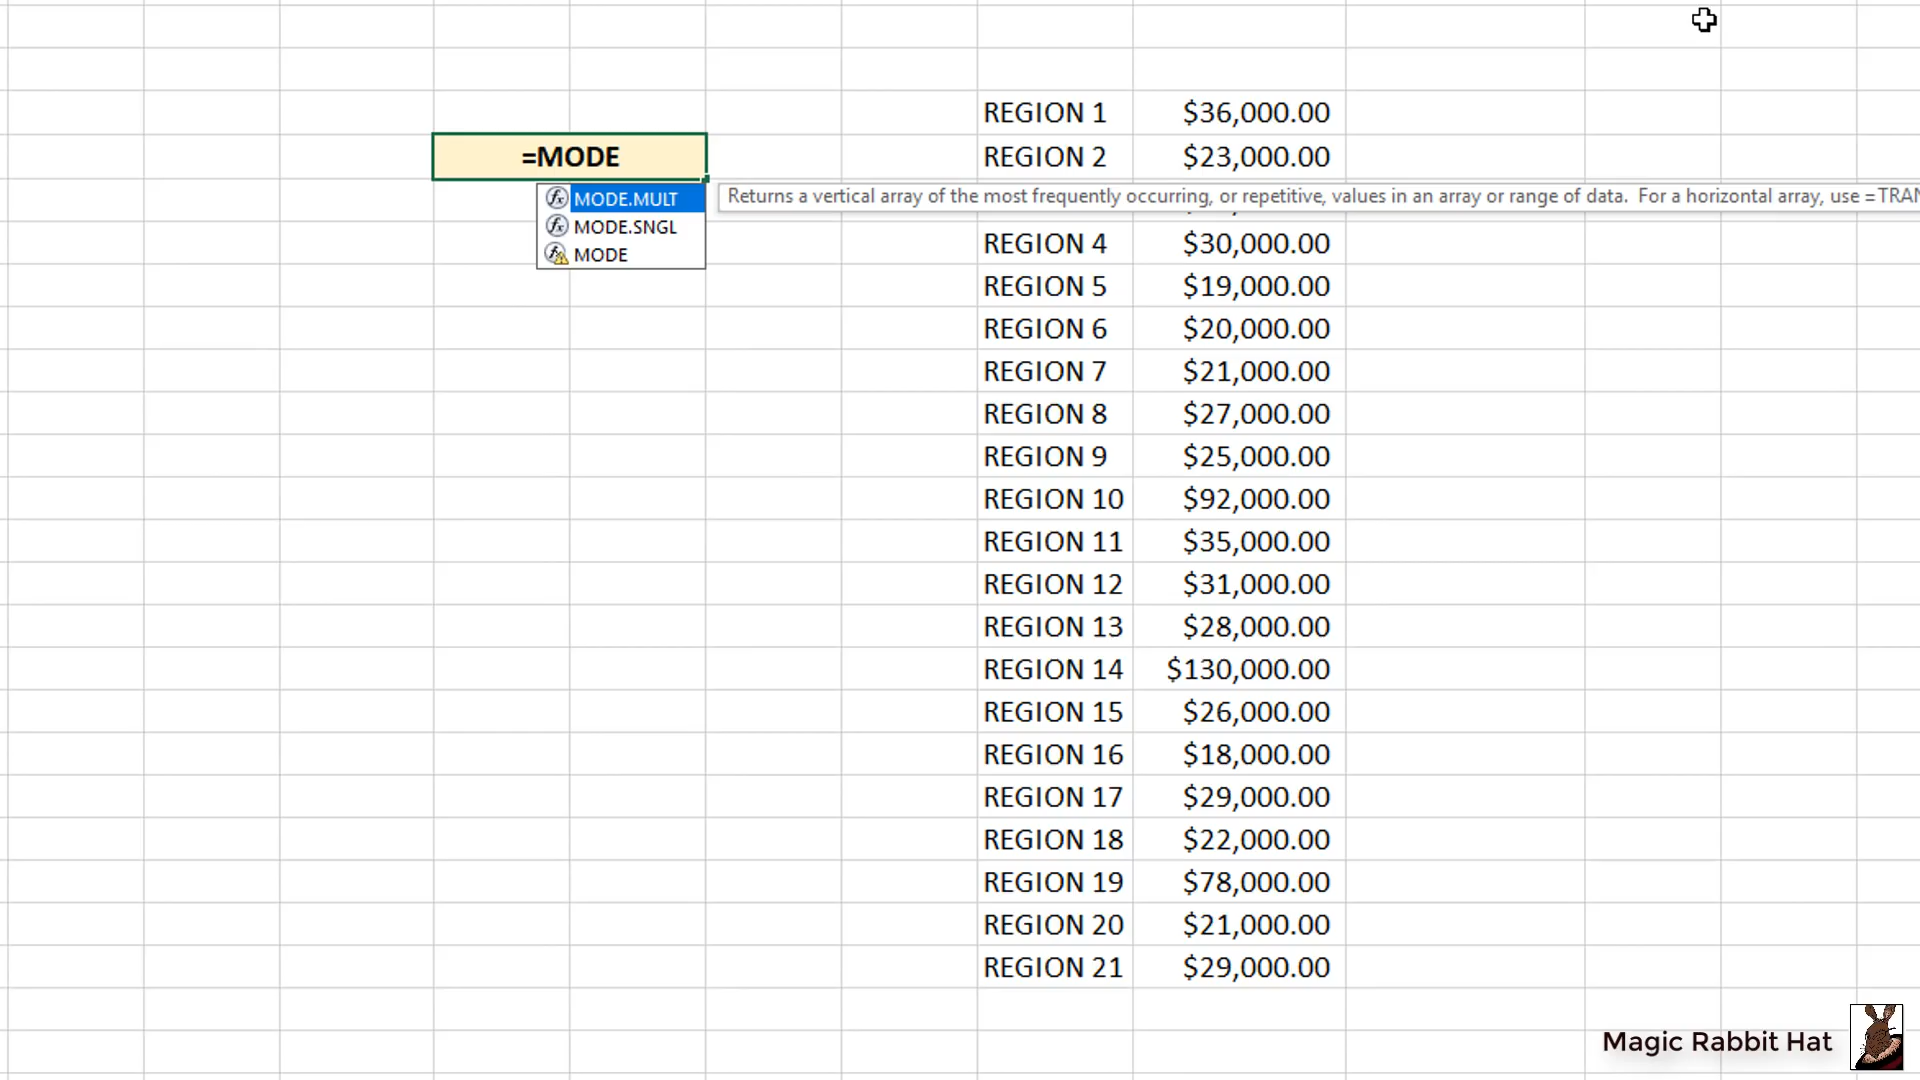 REGION 1 $36,000.00
=MODE REGION 2 $23,000.00
MODE.MULT Returns a vertical array of the most frequently occurring, or repetitive, values in an array or range of data. For a horizontal array, use =TRAN
MODE.SNGL REGION 4 $30,000.00
MODE
REGION 5 $19,000.00
REGION 6 $20,000.00
REGION 7 $21,000.00
REGION 8 $27,000.00
REGION 9 $25,000.00
REGION 10 $92,000.00
REGION 11 $35,000.00
REGION 12 $31,000.00
REGION 13 $28,000.00
REGION 14 $130,000.00
REGION 15 $26,000.00
REGION 16 $18,000.00
REGION 17 $29,000.00
REGION 18 $22,000.00
REGION 19 $78,000.00
REGION 20 $21,000.00
REGION 21 $29,000.00
Magic Rabbit Hat